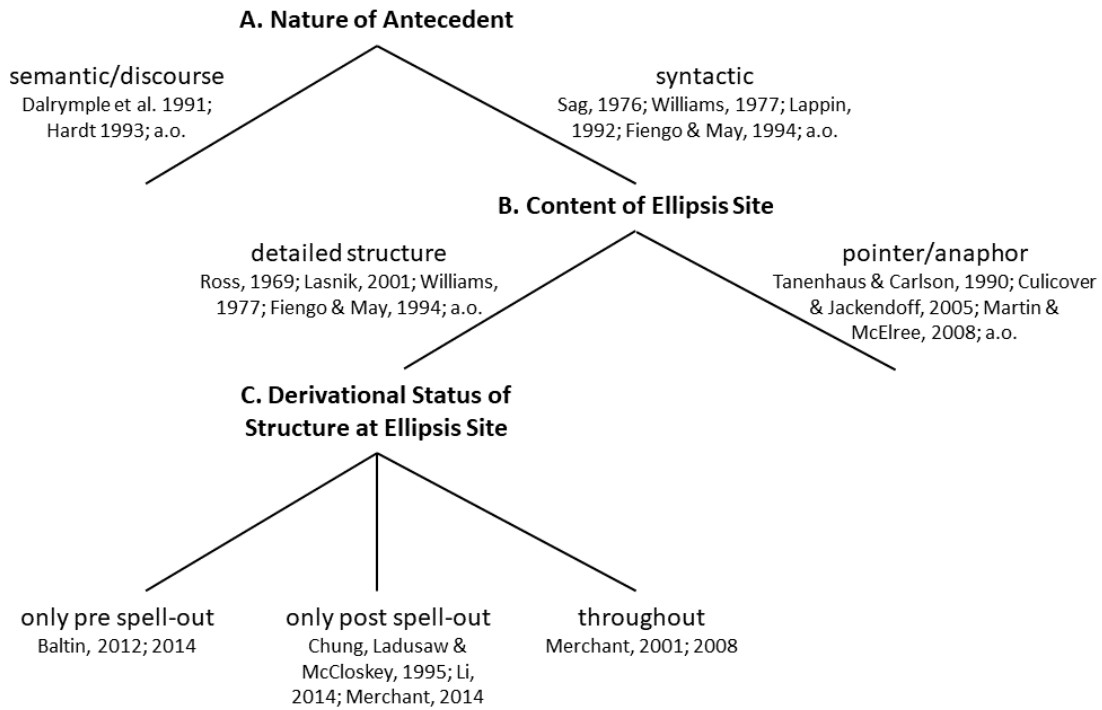 A. Nature of Antecedent
semantic/discourse
Dalrymple et al. 1991;
Hardt 1993; a.o.
syntactic
Sag, 1976; Williams, 1977; Lappin,
1992; Fiengo & May, 1994; a.o.
B. Content of Ellipsis Site
detailed structure
Ross, 1969; Lasnik, 2001; Williams,
1977; Fiengo & May, 1994; a.o.
pointer/anaphor
Tanenhaus & Carlson, 1990; Culicover
& Jackendoff, 2005; Martin &
McElree, 2008; a.o.
C. Derivational Status of
Structure at Ellipsis Site
only pre spell-out
Baltin, 2012; 2014
only post spell-out
Chung, Ladusaw &
McCloskey, 1995; Li,
2014; Merchant, 2014
throughout
Merchant, 2001; 2008